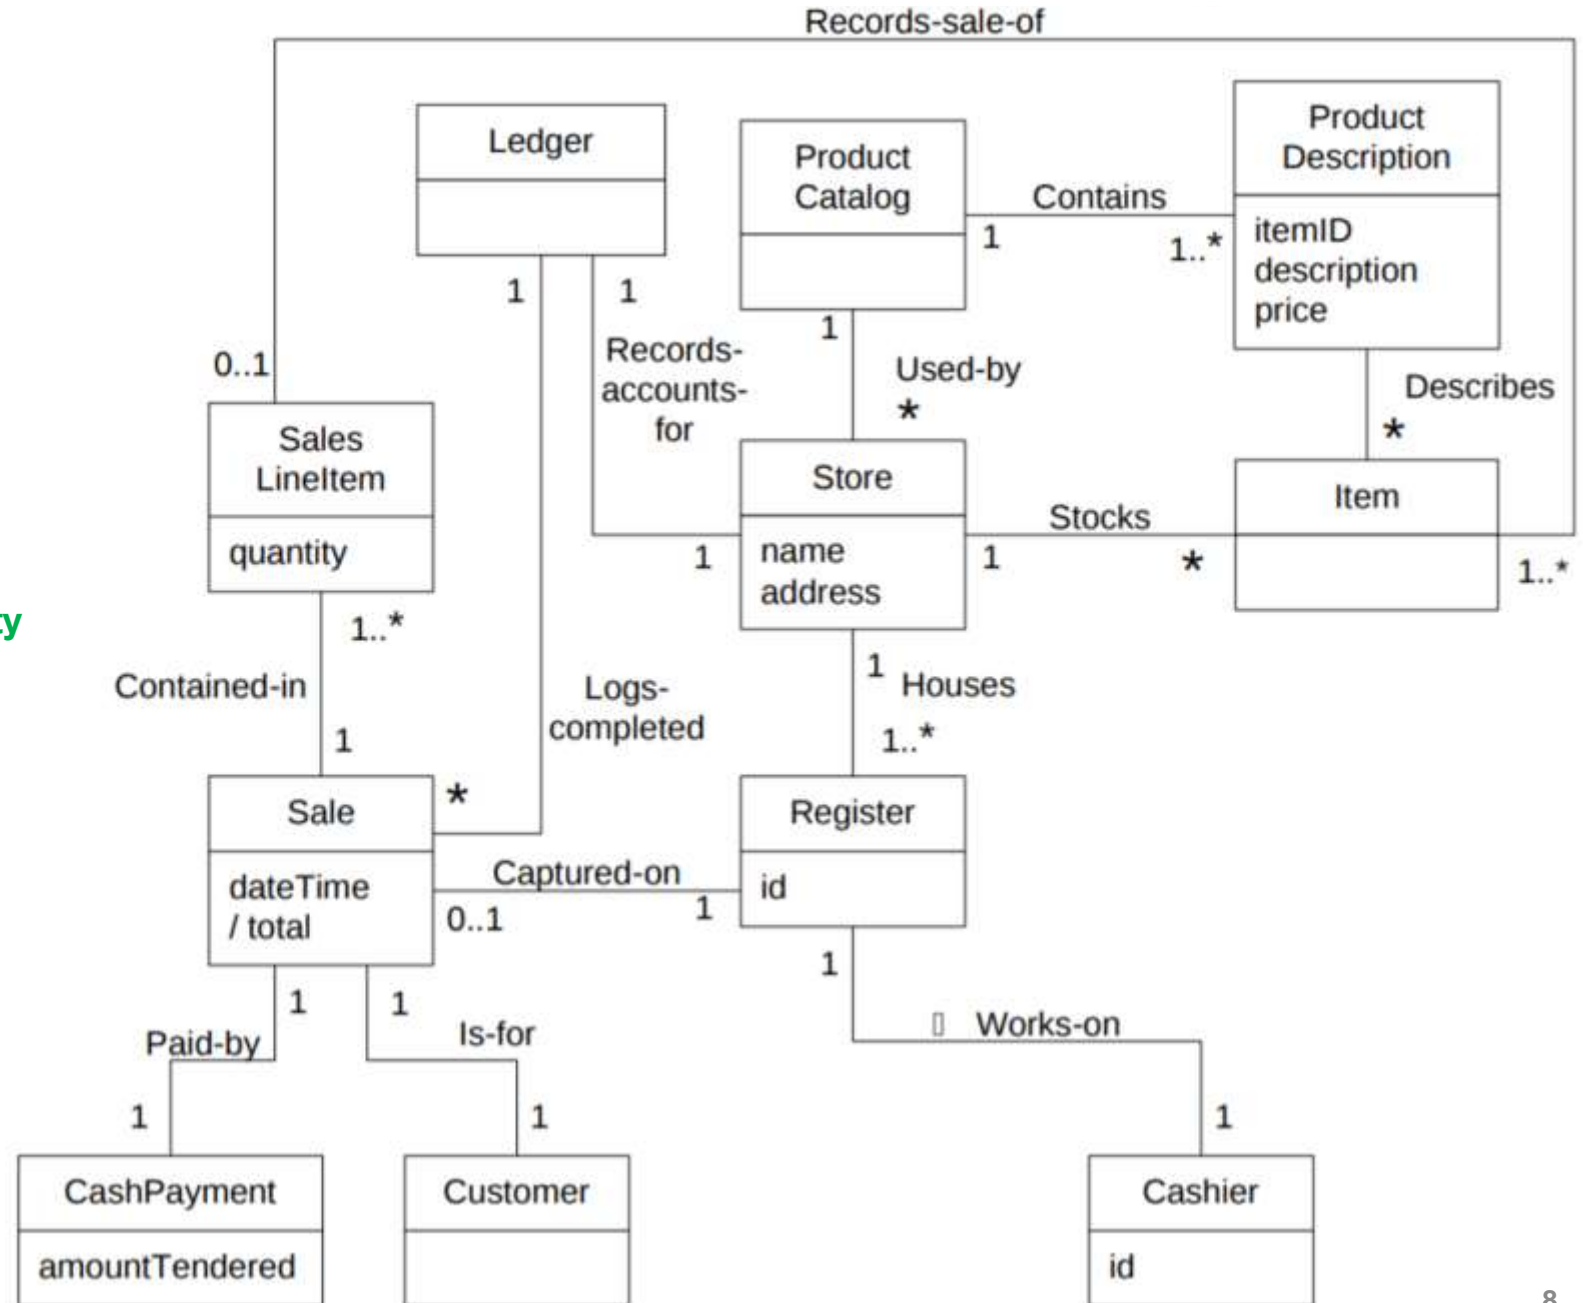 Records-sale-of
Ledger
Product
Catalog
Product
Description
Contains
1
1..*
itemID
description
price
1
1
1
Records-
accounts-
for
Used-by
*
Describes
*
0..1
Sales
LineItem
quantity
Store
name
address
Stocks
1
1
*
Item
1..*
ty
1..*
Contained-in
1
Logs-
completed
1
Houses
1..*
Sale
dateTime
/ total
*
Captured-on
0..1
1
Register
id
1
1
1
Paid-by
Is-for
Works-on
1
1
1
CashPayment
amountTendered
Customer
Cashier
id
8